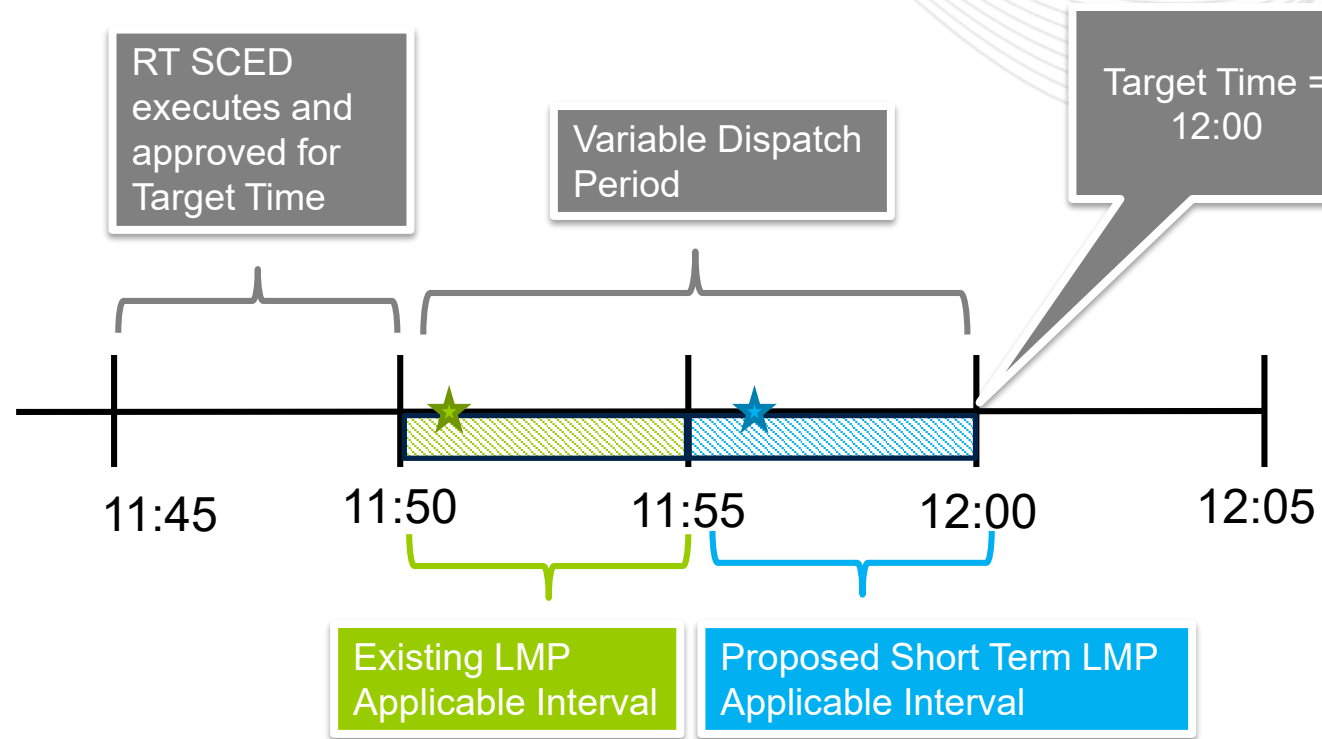 RT SCED
executes and
approved for
Target Time
Variable Dispatch
Period
Target Time =
12:00
11:45
11:50
11:55
12:00
12:05
Existing LMP
Applicable Interval
Proposed Short Term LMP
Applicable Interval